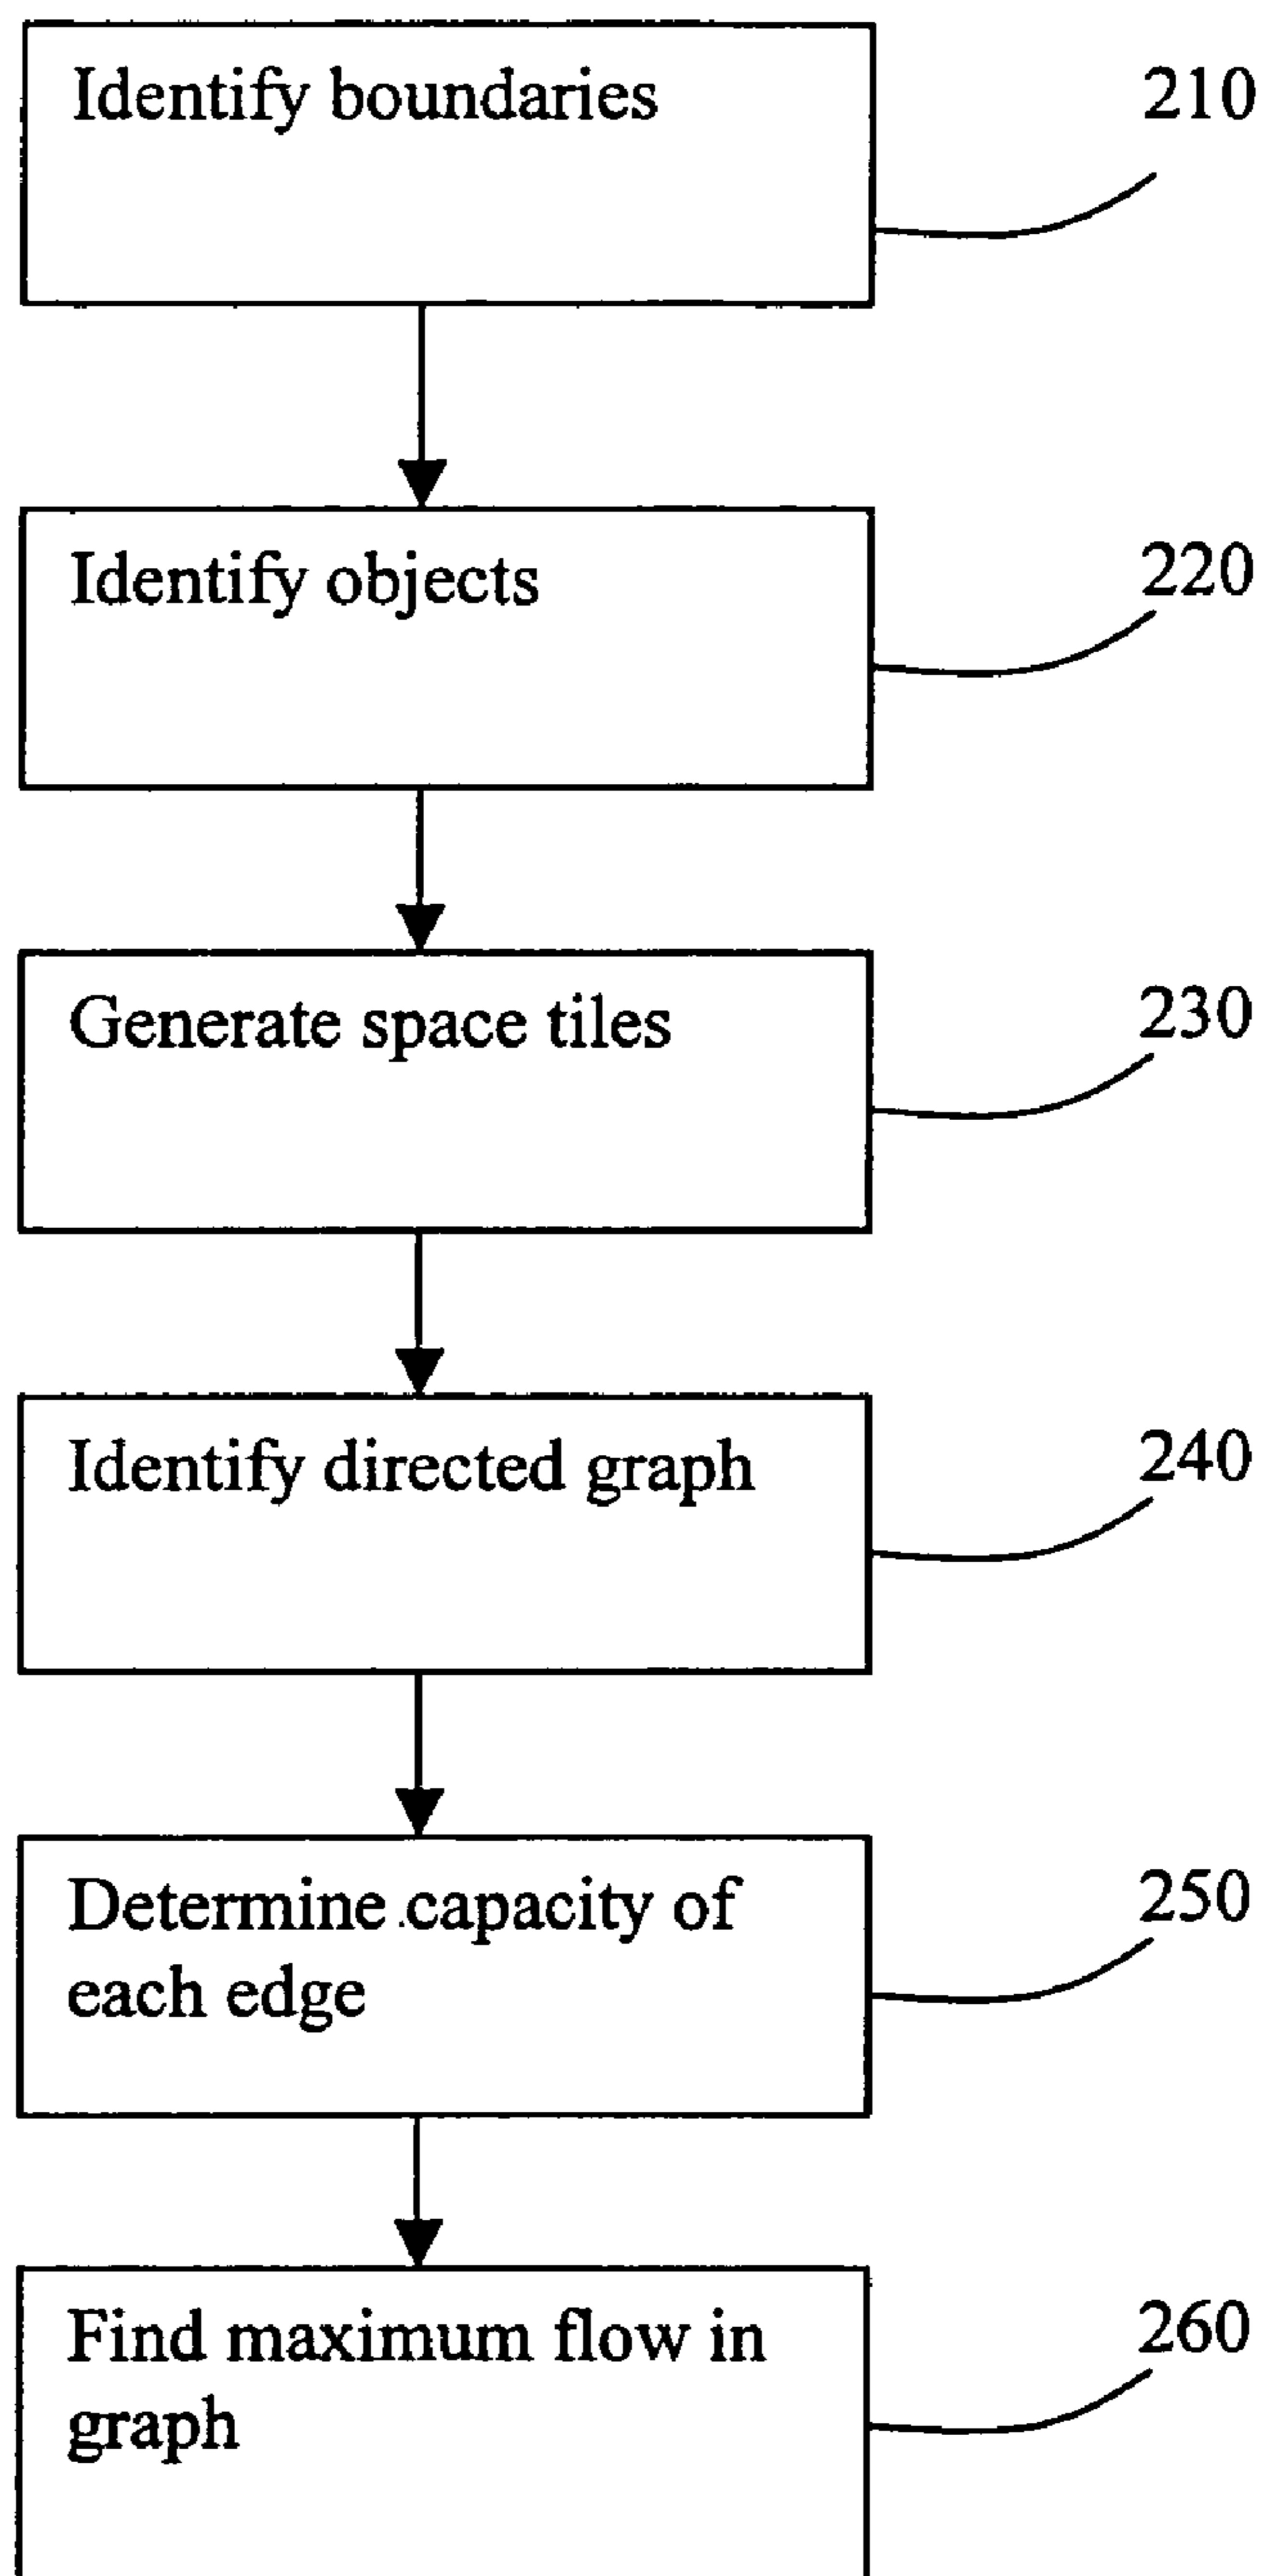 Identify boundaries
210
Identify objects
220
Generate space tiles
230
Identify directed graph
240
Determine capacity of
each edge
250
Find maximum flow in
graph
260